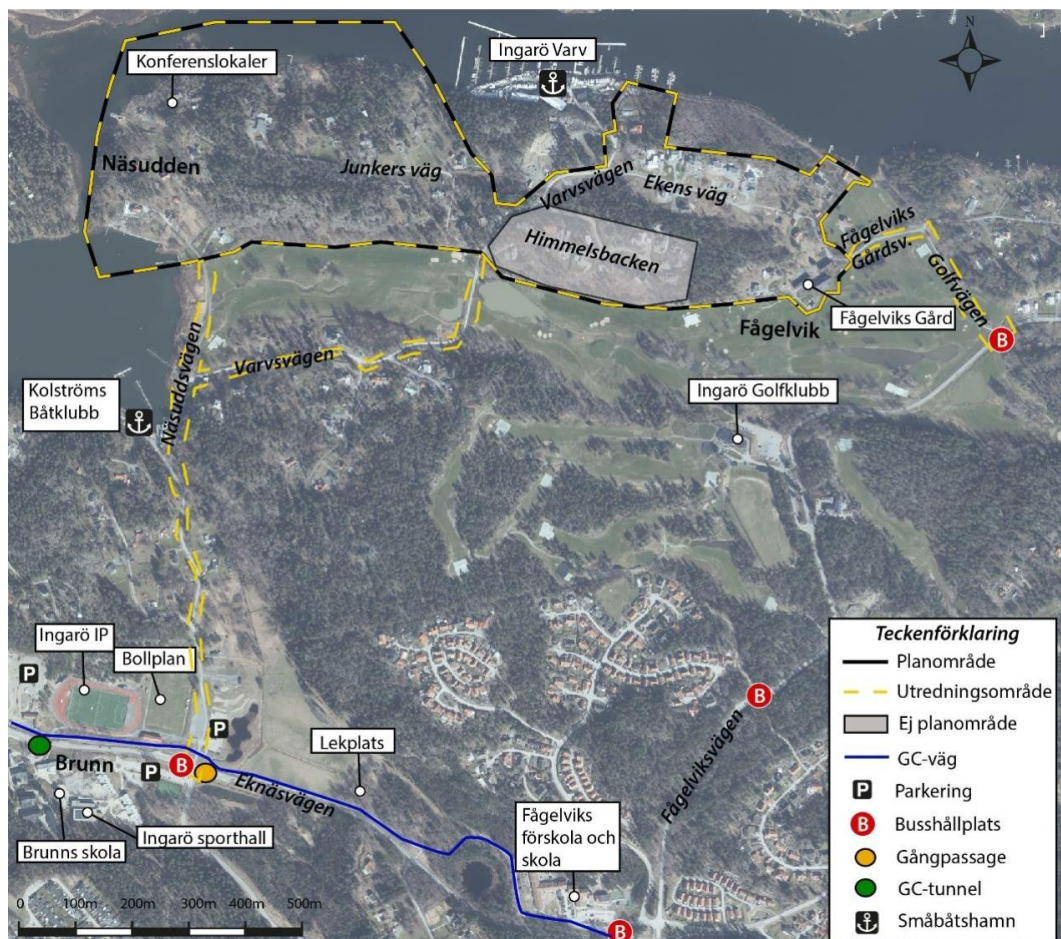 N
Ingarö Varv
Konferenslokaler
Näsudden
Junkers väg
Varvsvägen
Ekens väg
Himmelsbacken
Fågelviks
Gårdsv.
Golfvägen
Fågelvik
Fågelviks Gård
B
Näsuddsvägen
Varvsvägen
Kolströms
Båtklubb
Ingarö Golfklubb
Ingarö IP
Bollplan
P
P
Lekplats
B
Fågelviksvägen
Brunn
P
B
Eknäsvägen
Brunns skola
Ingarö sporthall
Fågelviks
förskola och
skola
B
0 100m 200m 300m 400m 500m
Teckenförklaring
Planområde
Utredningsområde
Ej planområde
GC-väg
P Parkering
B Busshållplats
Gångpassage
GC-tunnel
Småbåtshamn